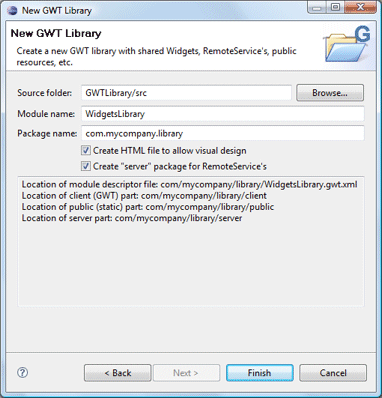 New GWT Library
New GWT Library
Create a new GWT library with shared Widgets, RemoteService's, public
resources, etc.
G
Source folder: GWTLibrary/src Browse...
Module name: WidgetsLibrary
Package name: com.mycompany.library
Create HTML file to allow visual design
Create "server" package for RemoteService's
Location of module descriptor file: com/mycompany/library/WidgetsLibrary.gwt.xml
Location of client (GWT) part: com/mycompany/library/client
Location of public (static) part: com/mycompany/library/public
Location of server part: com/mycompany/library/server
? < Back Next > Finish Cancel